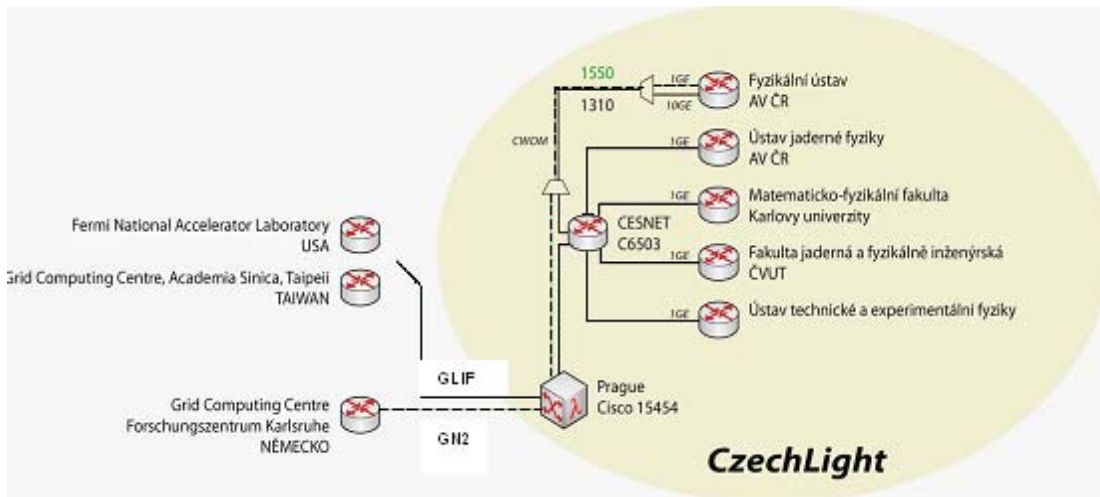 1550
1310
CWDM
1GE
10GE
Fyzikální ústav
AV ČR
1GE
Ústav jaderné fyziky
AV ČR
1GE
Matematicko-fyzikální fakulta
Karlovy univerzity
CESNET
C6503
1GE
Fakulta jaderná a fyzikálně inženýrská
ČVUT
1GE
Ústav technické a experimentální fyziky
Fermi National Accelerator Laboratory
USA
Grid Computing Centre, Academia Sinica, Taipeii
TAIWAN
GLIF
Prague
Cisco 15454
Grid Computing Centre
Forschungszentrum Karlsruhe
NĚMECKO
GN2
CzechLight